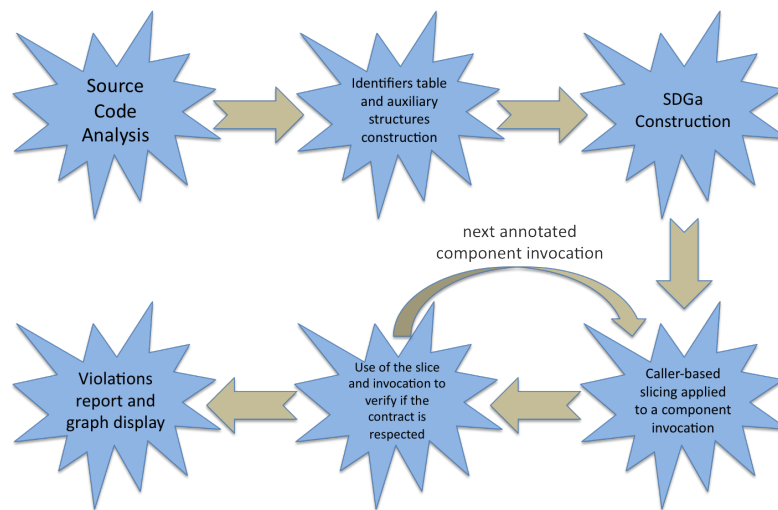 Source
Code
Analysis
Identifiers table
and auxiliary
structures
construction
SDGa
Construction
next annotated
component invocation
Violations
report and
graph display
Use of the slice
and invocation to
verify if the
contract is
respected
Caller-based
slicing applied
to a component
invocation